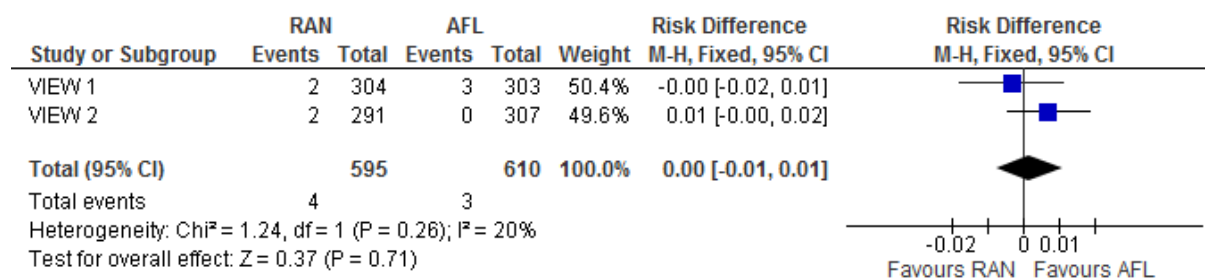 RAN AFL Risk Difference Risk Difference
Study or Subgroup Events Total Events Total Weight M-H, Fixed, 95% CI M-H, Fixed, 95% CI
VIEW 1 2 304 3 303 50.4% -0.00 [-0.02, 0.01]
VIEW 2 2 291 0 307 49.6% 0.01 [-0.00, 0.02]
Total (95% CI) 595 610 100.0% 0.00 [-0.01, 0.01]
Total events 4 3
Heterogeneity: Chi² = 1.24, df = 1 (P = 0.26); I² = 20%
Test for overall effect: Z = 0.37 (P = 0.71)
-0.02 0 0.01
Favours RAN Favours AFL